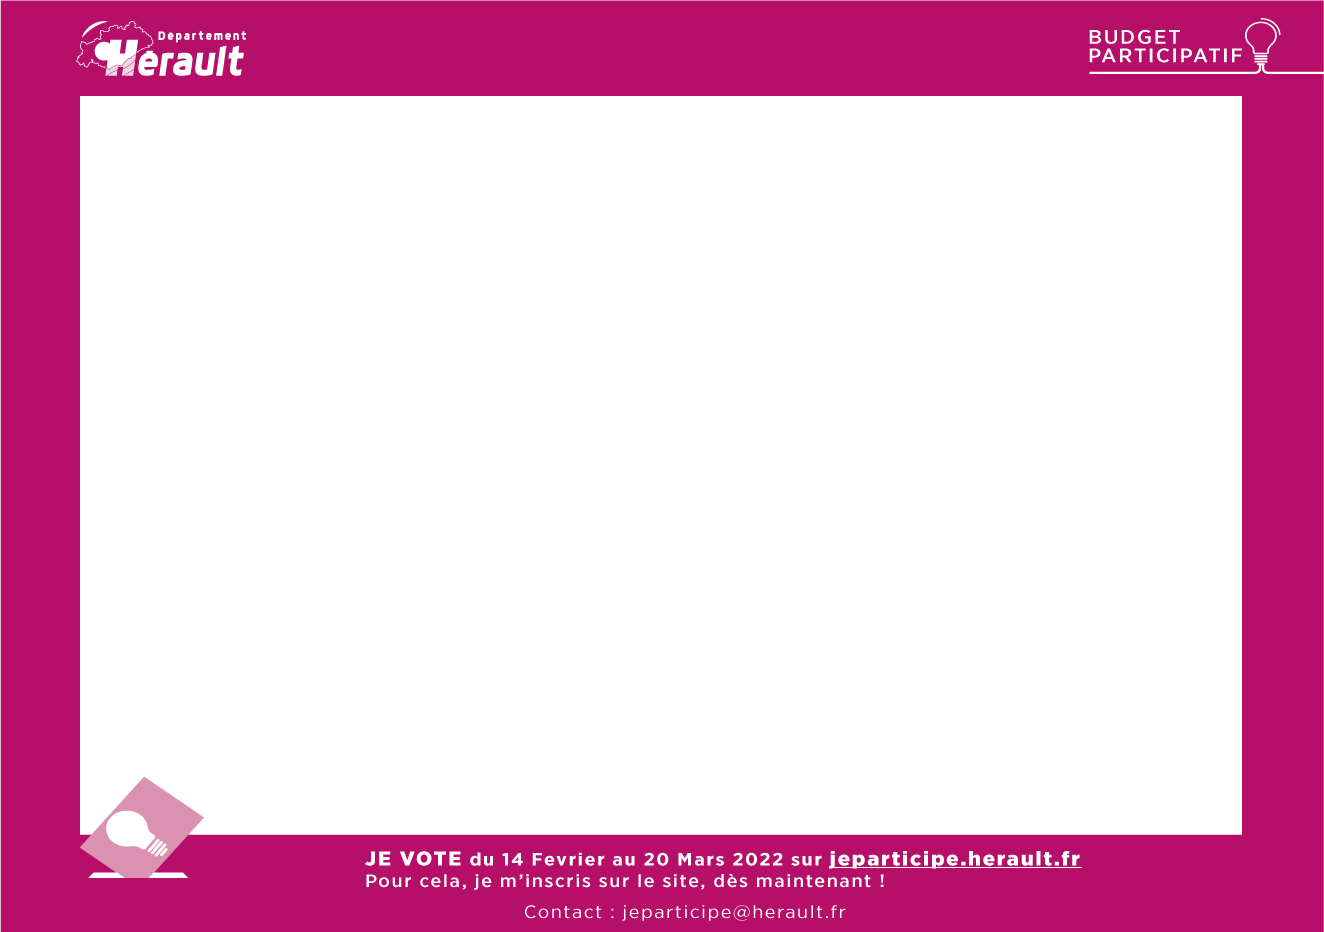 Departement
Hérault
BUDGET
PARTICIPATIF
JE VOTE du 14 Fevrier au 20 Mars 2022 sur jeparticipe.herault.fr
Pour cela, je m’inscris sur le site, dès maintenant !
Contact : jeparticipe@herault.fr